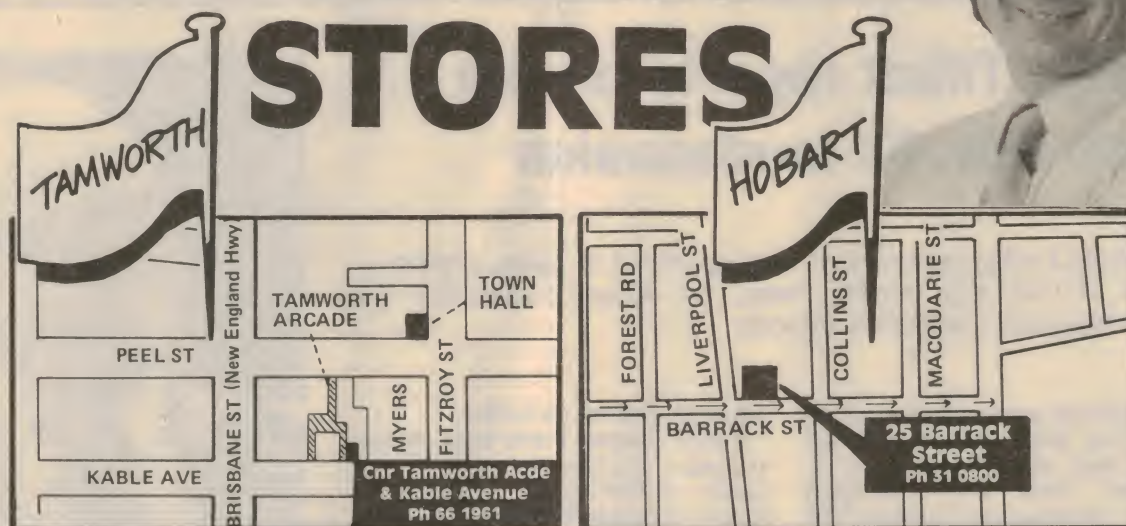 STORES
TAMWORTH
BRISBANE ST (New England Hwy
TAMWORTH
ARCADE
TOWN
HALL
PEEL ST
MYERS
FITZROY ST
KABLE AVE
Cnr Tamworth Acde
& Kable Avenue
Ph 66 1961
HOBART
FOREST RD
LIVERPOOL ST
COLLINS ST
MACQUARIE ST
BARRACK ST
25 Barrack
Street
Ph 31 0800